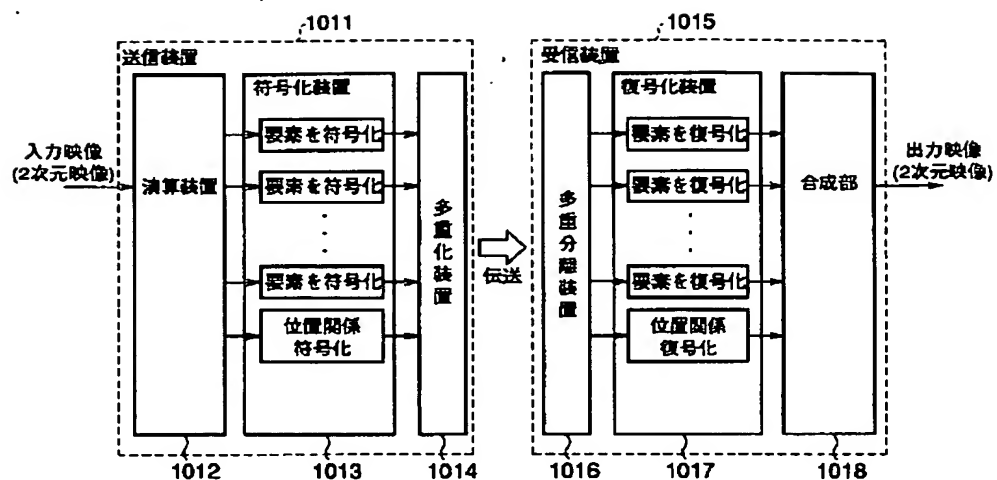 1011
送信装置
入力映像
(2次元映像)
演算装置
符号化装置
要素を符号化
要素を符号化
要素を符号化
位置関係
符号化
多重化装置
1012
1013
1014
伝送
1015
受信装置
多重分離装置
復号化装置
要素を復号化
要素を復号化
要素を復号化
位置関係
復号化
合成部
出力映像
(2次元映像)
1016
1017
1018